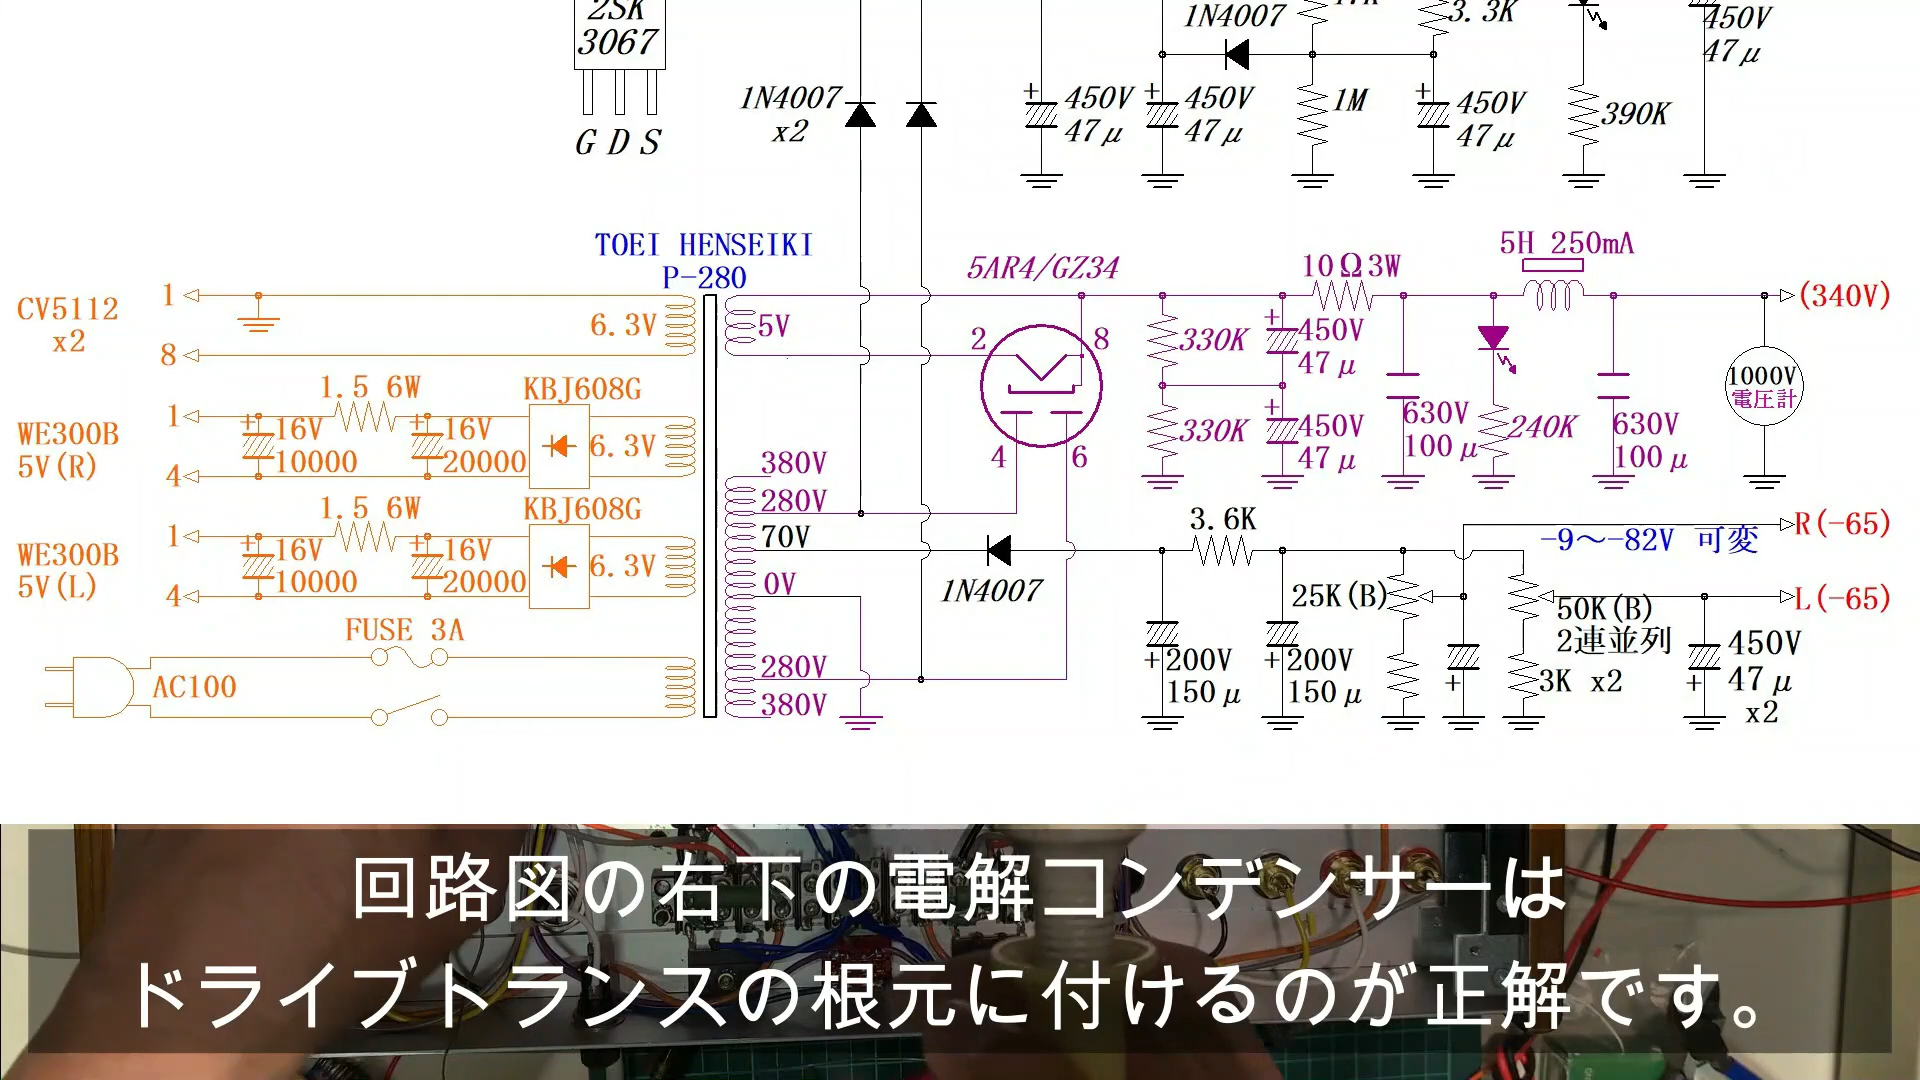 2SK
3067
G D S
1N4007
x2
450V
47μ
1N4007
450V
47μ
1M
3.3K
450V
47μ
390K
450V
47μ
TOEI HENSEIKI
P-280
5AR4/GZ34
5H 250mA
10Ω3W
CV5112
x2
1
8
6.3V
5V
2
8
4
6
330K
330K
450V
47μ
450V
47μ
630V
100μ
240K
630V
100μ
(340V)
1000V
電圧計
WE300B
5V(R)
1
4
1.5 6W
16V
10000
16V
20000
KBJ608G
6.3V
WE300B
5V(L)
1
4
1.5 6W
16V
10000
16V
20000
KBJ608G
6.3V
380V
280V
70V
0V
280V
380V
1N4007
3.6K
200V
150μ
200V
150μ
25K(B)
-9〜-82V 可変
R(-65)
50K(B)
2連並列
3K x2
L(-65)
450V
47μ
x2
FUSE 3A
AC100
回路図の右下の電解コンデンサーは
ドライブトランスの根元に付けるのが正解です。